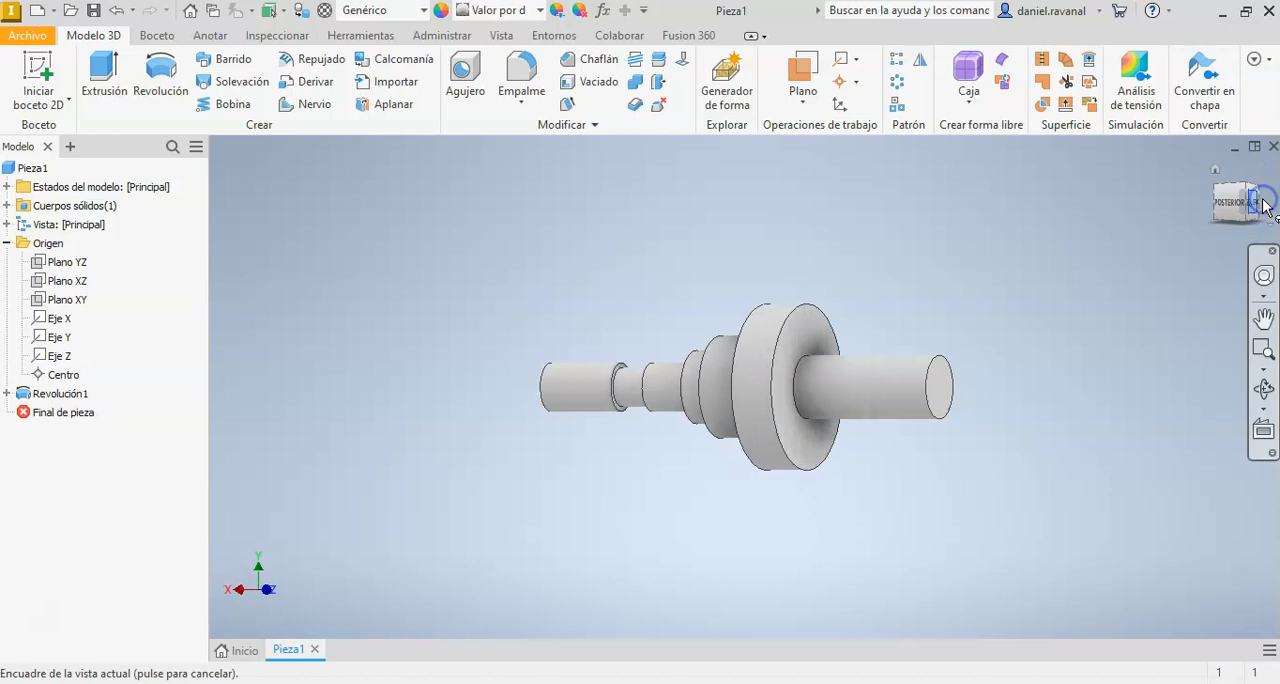 Genérico
Valor por d
Pieza1
Buscar en la ayuda y los comanc
daniel.ravanal
Archivo Modelo 3D Boceto Anotar Inspeccionar Herramientas Administrar Vista Entornos Colaborar Fusion 360
Iniciar
boceto 2D
Extrusión
Revolución
Barrido
Solevación
Bobina
Repujado
Derivar
Nervio
Calcomanía
Importar
Aplanar
Agujero
Empalme
Chaflán
Vaciado
Generador
de forma
Plano
Caja
Análisis
de tensión
Convertir en
chapa
Boceto Crear Modificar Explorar Operaciones de trabajo Patrón Crear forma libre Superficie Simulación Convertir
Modelo
Pieza1
Estados del modelo: [Principal]
Cuerpos sólidos(1)
Vista: [Principal]
Origen
Plano YZ
Plano XZ
Plano XY
Eje X
Eje Y
Eje Z
Centro
Revolución1
Final de pieza
POSTERIOR
Y
X
Z
Inicio
Pieza1
Encuadre de la vista actual (pulse para cancelar).
1 1